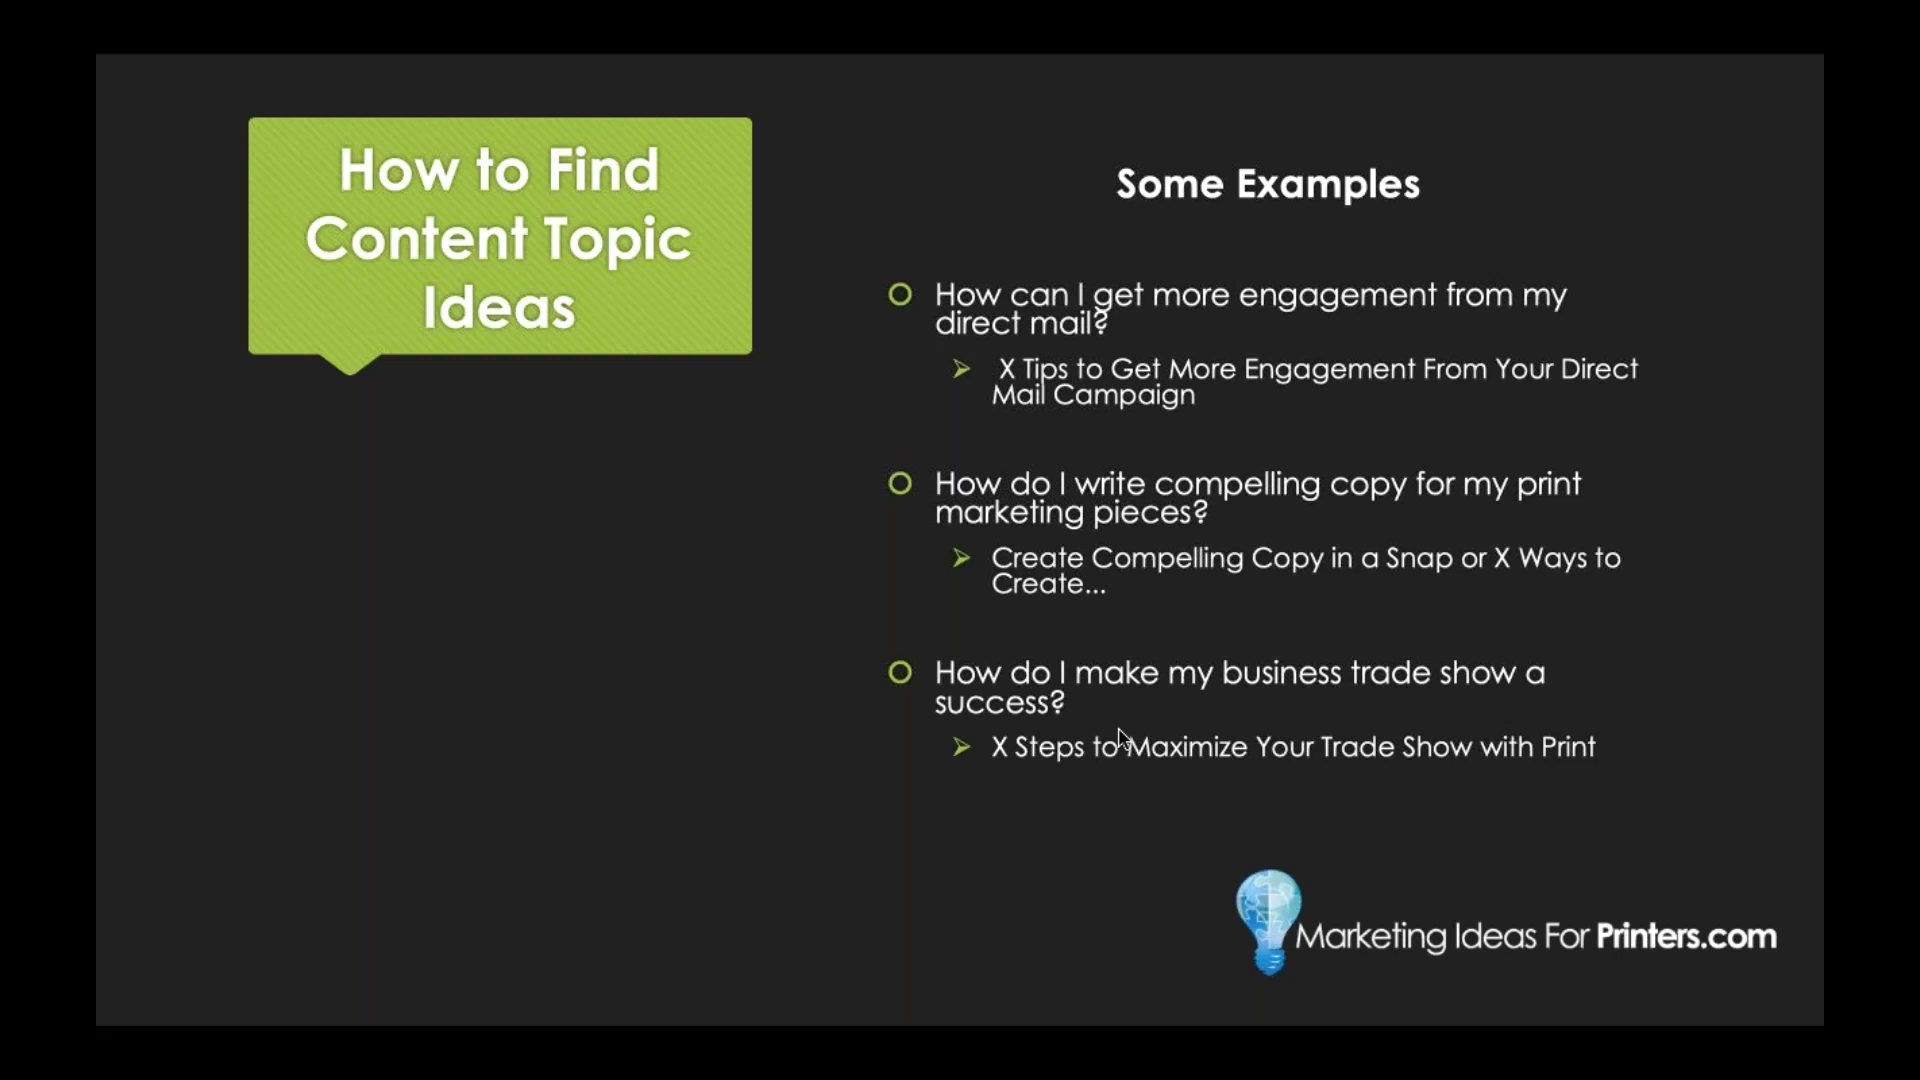 How to Find
Content Topic
Ideas
Some Examples
How can I get more engagement from my
direct mail?
X Tips to Get More Engagement From Your Direct
Mail Campaign
How do I write compelling copy for my print
marketing pieces?
Create Compelling Copy in a Snap or X Ways to
Create...
How do I make my business trade show a
success?
X Steps to Maximize Your Trade Show with Print
Marketing Ideas For Printers.com